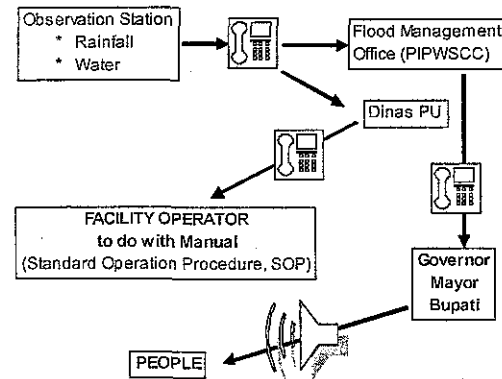 Observation Station
* Rainfall
* Water
Flood Management
Office (PIPWSCC)
Dinas PU
FACILITY OPERATOR
to do with Manual
(Standard Operation Procedure, SOP)
Governor
Mayor
Bupati
PEOPLE